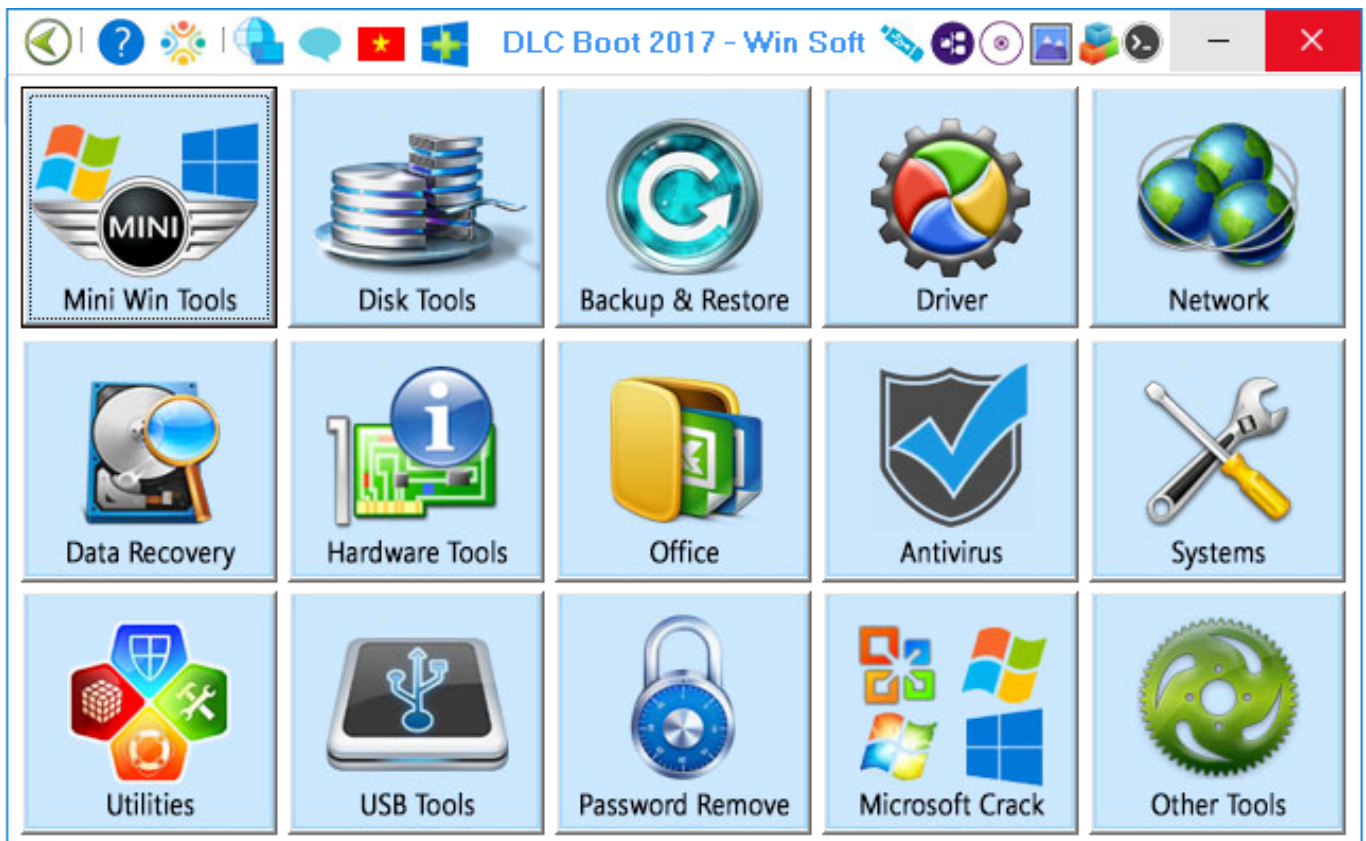 DLC Boot 2017 - Win Soft
MINI
Mini Win Tools
Disk Tools
Backup & Restore
Driver
Network
Data Recovery
Hardware Tools
Office
Antivirus
Systems
Utilities
USB Tools
Password Remove
Microsoft Crack
Other Tools